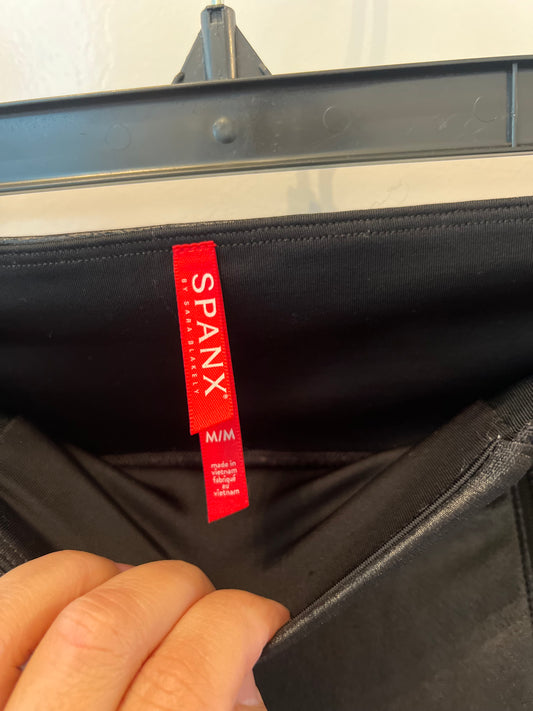 SPANX®
BY SARA BLAKELY
M/M
made in
vietnam
fabriqué
au
vietnam